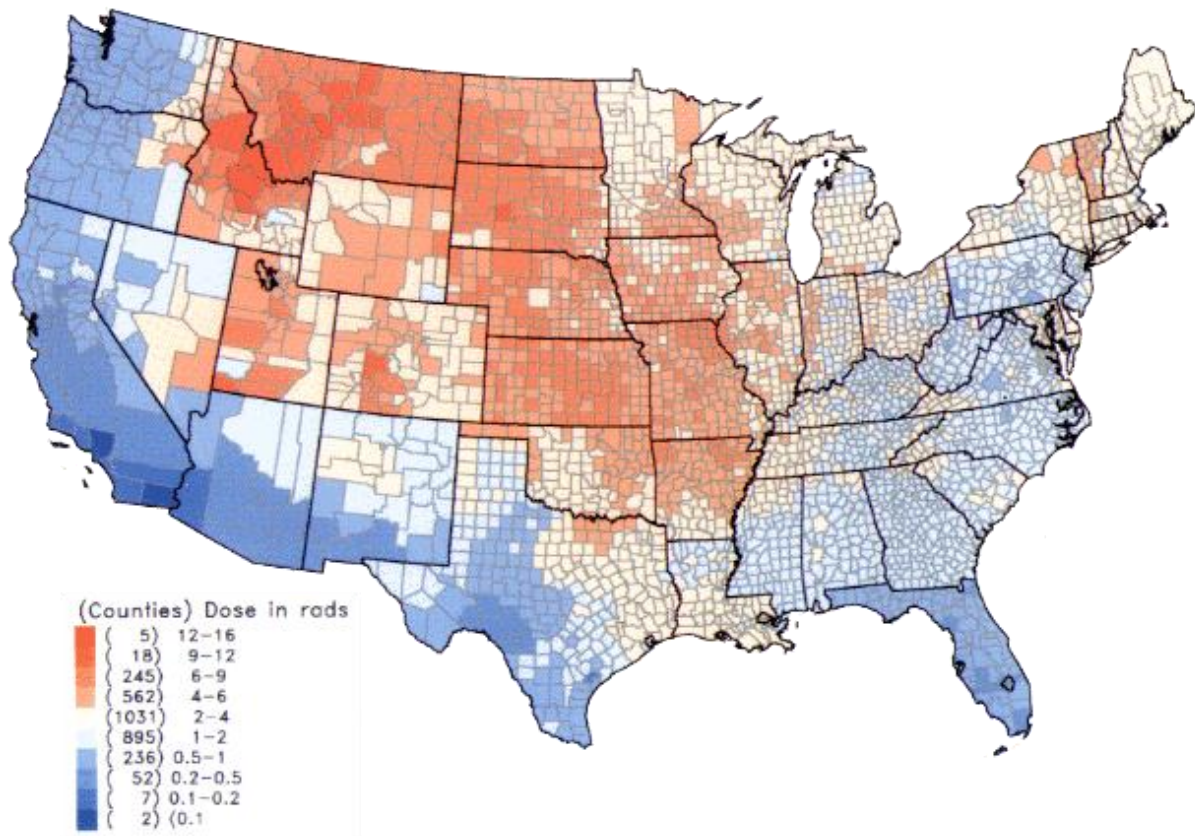 (Counties) Dose in rads
( 5) 12-16
( 18) 9-12
( 245) 6-9
( 562) 4-6
(1031) 2-4
( 895) 1-2
( 236) 0.5-1
( 52) 0.2-0.5
( 7) 0.1-0.2
( 2) <0.1